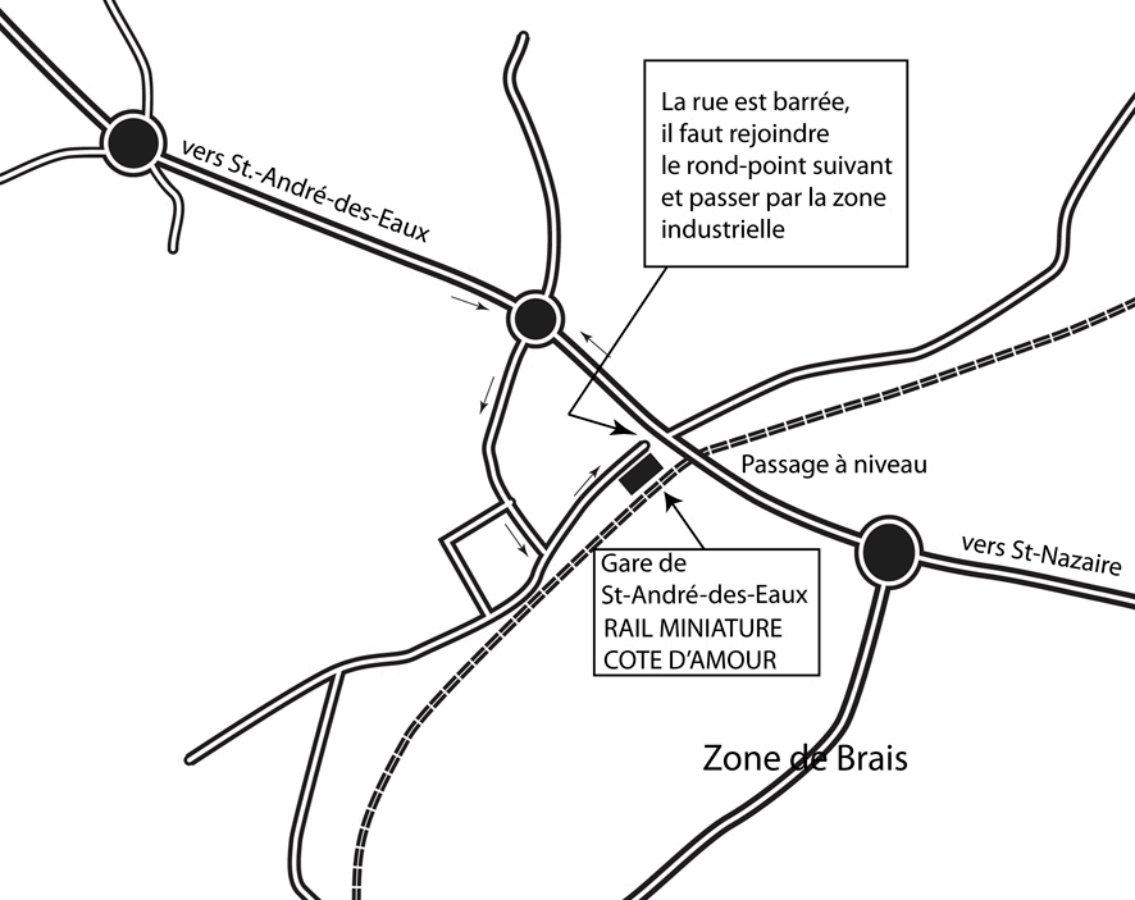 La rue est barrée,
il faut rejoindre
le rond-point suivant
et passer par la zone
industrielle
vers St.-André-des-Eaux
Passage à niveau
vers St-Nazaire
Gare de
St-André-des-Eaux
RAIL MINIATURE
COTE D'AMOUR
Zone de Brais